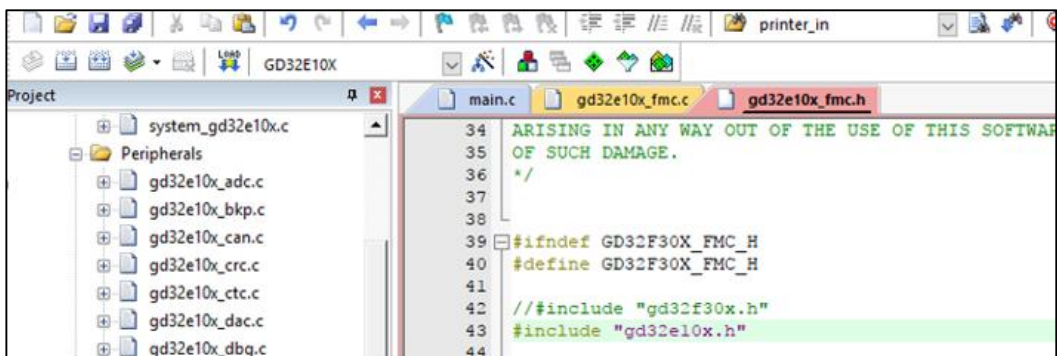 printer_in
LOAD
GD32E10X
Project
main.c
gd32e10x_fmc.c
gd32e10x_fmc.h
system_gd32e10x.c
Peripherals
gd32e10x_adc.c
gd32e10x_bkp.c
gd32e10x_can.c
gd32e10x_crc.c
gd32e10x_ctc.c
gd32e10x_dac.c
gd32e10x_dbg.c
34 ARISING IN ANY WAY OUT OF THE USE OF THIS SOFTWAR
35 OF SUCH DAMAGE.
36 */
37
38
39 #ifndef GD32F30X_FMC_H
40 #define GD32F30X_FMC_H
41
42 //#include "gd32f30x.h"
43 #include "gd32e10x.h"
44